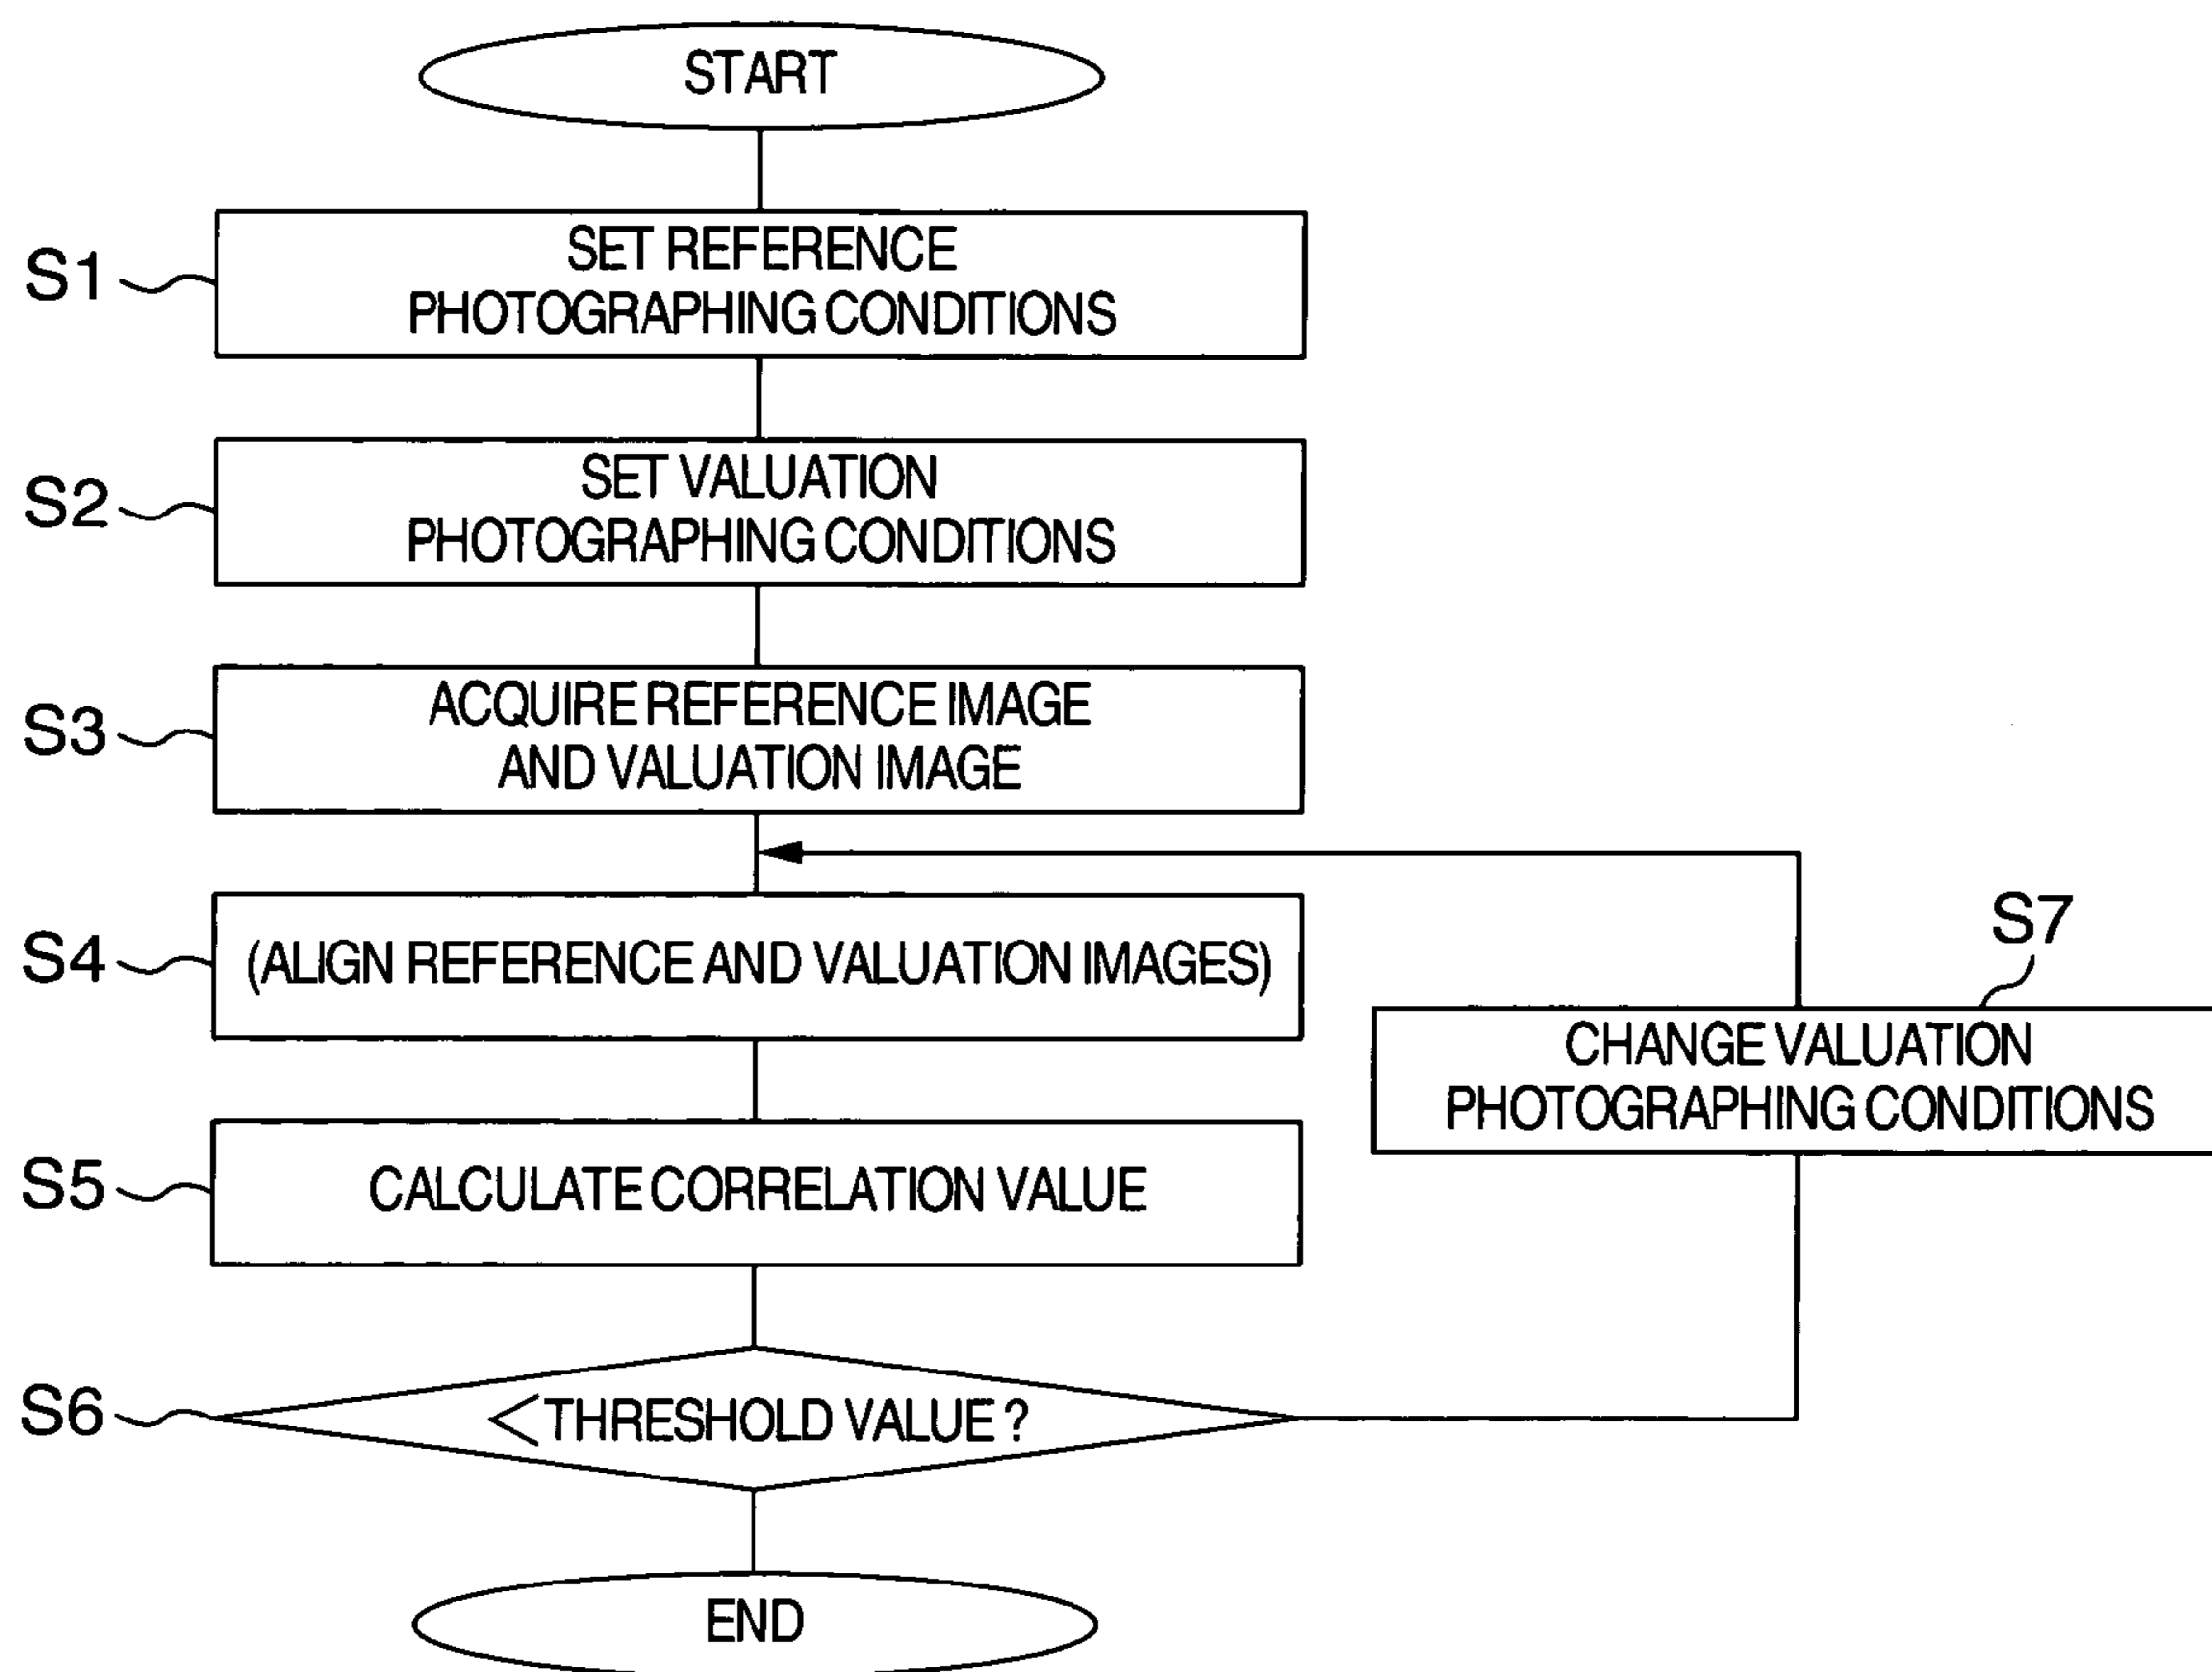 START
S1
SET REFERENCE
PHOTOGRAPHING CONDITIONS
S2
SET VALUATION
PHOTOGRAPHING CONDITIONS
S3
ACQUIRE REFERENCE IMAGE
AND VALUATION IMAGE
S4
(ALIGN REFERENCE AND VALUATION IMAGES)
S7
CHANGE VALUATION
PHOTOGRAPHING CONDITIONS
S5
CALCULATE CORRELATION VALUE
S6
<THRESHOLD VALUE?
END